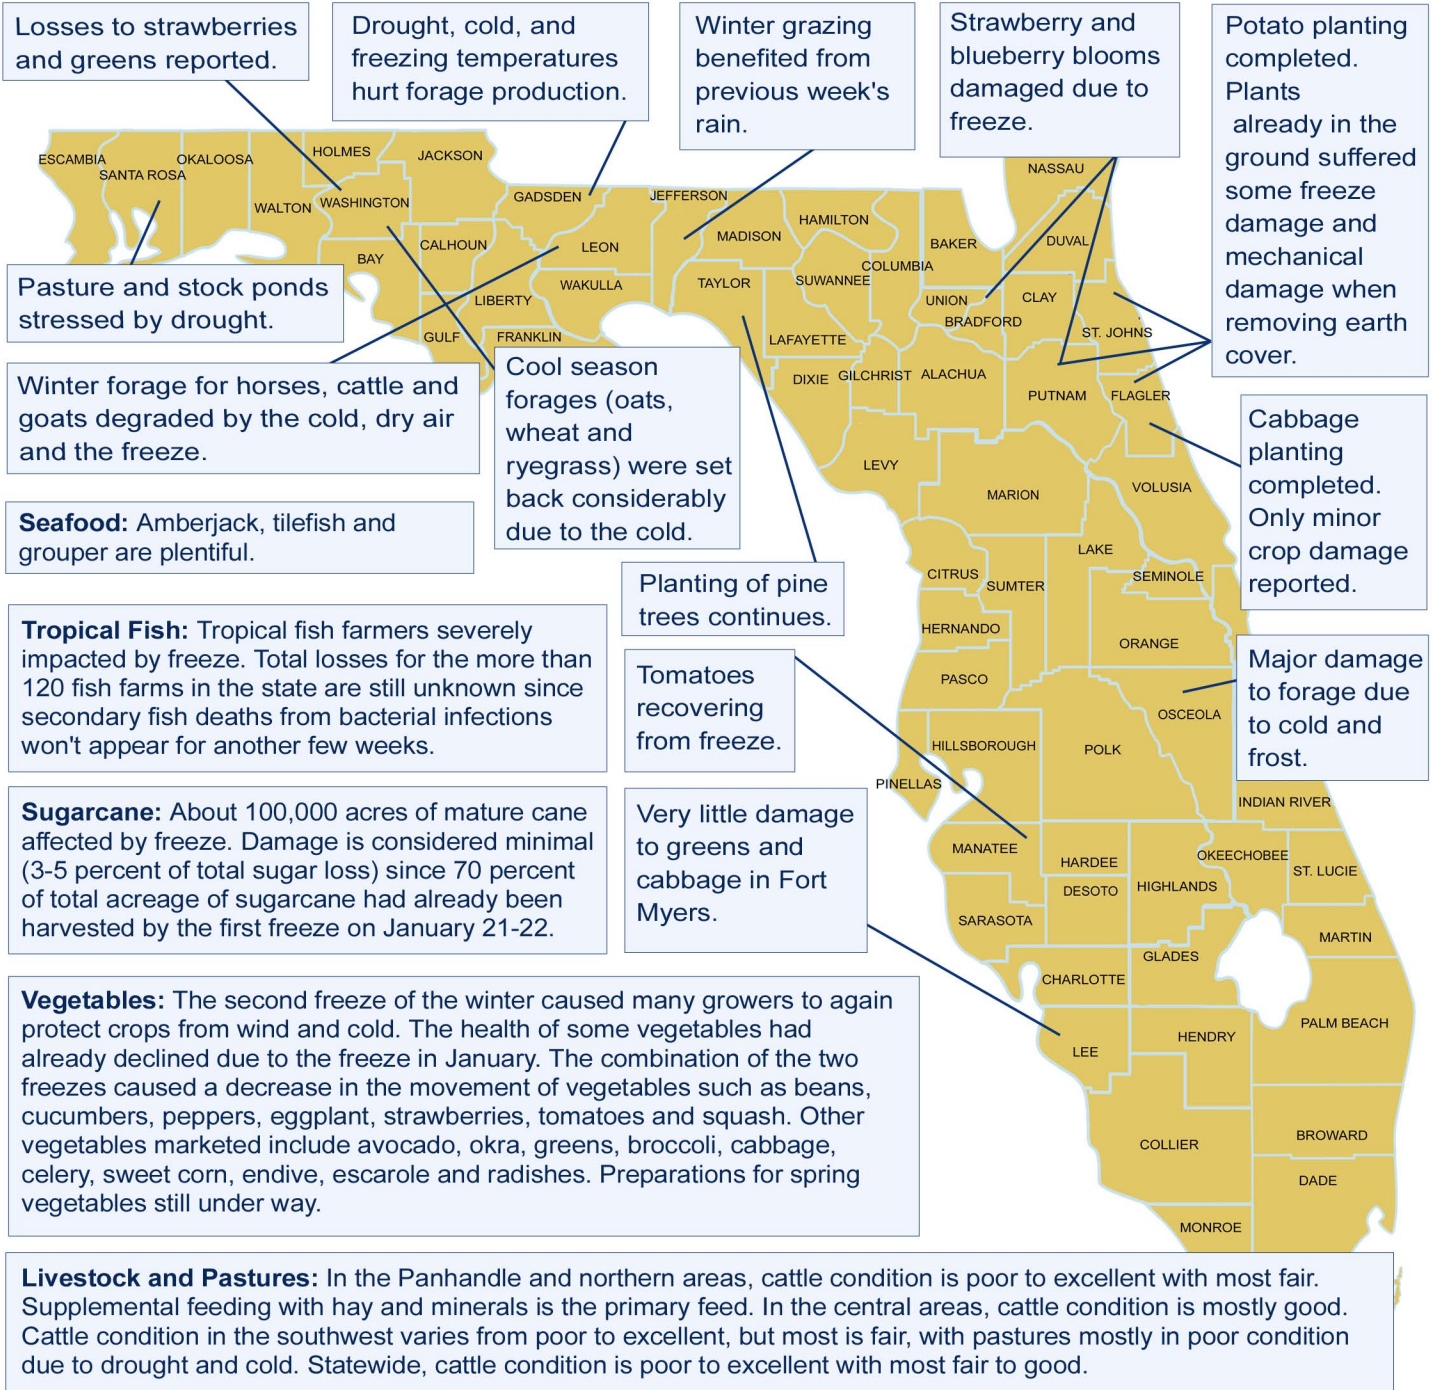 Losses to strawberries
and greens reported.
Drought, cold, and
freezing temperatures
hurt forage production.
Winter grazing
benefited from
previous week's
rain.
Strawberry and
blueberry blooms
damaged due to
freeze.
Potato planting
completed.
Plants
already in the
ground suffered
some freeze
damage and
mechanical
damage when
removing earth
cover.
ESCAMBIA
SANTA ROSA
OKALOOSA
WALTON
HOLMES
WASHINGTON
JACKSON
BAY
CALHOUN
GULF
LIBERTY
GADSDEN
FRANKLIN
LEON
WAKULLA
JEFFERSON
MADISON
TAYLOR
HAMILTON
SUWANNEE
LAFAYETTE
DIXIE
COLUMBIA
GILCHRIST
BAKER
UNION
BRADFORD
ALACHUA
NASSAU
DUVAL
CLAY
ST. JOHNS
PUTNAM
FLAGLER
LEVY
MARION
VOLUSIA
CITRUS
SUMTER
LAKE
SEMINOLE
HERNANDO
ORANGE
PASCO
OSCEOLA
HILLSBOROUGH
POLK
PINELLAS
INDIAN RIVER
MANATEE
HARDEE
OKEECHOBEE
ST. LUCIE
DESOTO
HIGHLANDS
SARASOTA
MARTIN
GLADES
CHARLOTTE
PALM BEACH
HENDRY
LEE
COLLIER
BROWARD
DADE
MONROE
Pasture and stock ponds
stressed by drought.
Winter forage for horses, cattle and
goats degraded by the cold, dry air
and the freeze.
Cool season
forages (oats,
wheat and
ryegrass) were set
back considerably
due to the cold.
Cabbage
planting
completed.
Only minor
crop damage
reported.
Seafood: Amberjack, tilefish and
grouper are plentiful.
Planting of pine
trees continues.
Tropical Fish: Tropical fish farmers severely
impacted by freeze. Total losses for the more than
120 fish farms in the state are still unknown since
secondary fish deaths from bacterial infections
won't appear for another few weeks.
Tomatoes
recovering
from freeze.
Major damage
to forage due
to cold and
frost.
Sugarcane: About 100,000 acres of mature cane
affected by freeze. Damage is considered minimal
(3-5 percent of total sugar loss) since 70 percent
of total acreage of sugarcane had already been
harvested by the first freeze on January 21-22.
Very little damage
to greens and
cabbage in Fort
Myers.
Vegetables: The second freeze of the winter caused many growers to again
protect crops from wind and cold. The health of some vegetables had
already declined due to the freeze in January. The combination of the two
freezes caused a decrease in the movement of vegetables such as beans,
cucumbers, peppers, eggplant, strawberries, tomatoes and squash. Other
vegetables marketed include avocado, okra, greens, broccoli, cabbage,
celery, sweet corn, endive, escarole and radishes. Preparations for spring
vegetables still under way.
Livestock and Pastures: In the Panhandle and northern areas, cattle condition is poor to excellent with most fair.
Supplemental feeding with hay and minerals is the primary feed. In the central areas, cattle condition is mostly good.
Cattle condition in the southwest varies from poor to excellent, but most is fair, with pastures mostly in poor condition
due to drought and cold. Statewide, cattle condition is poor to excellent with most fair to good.